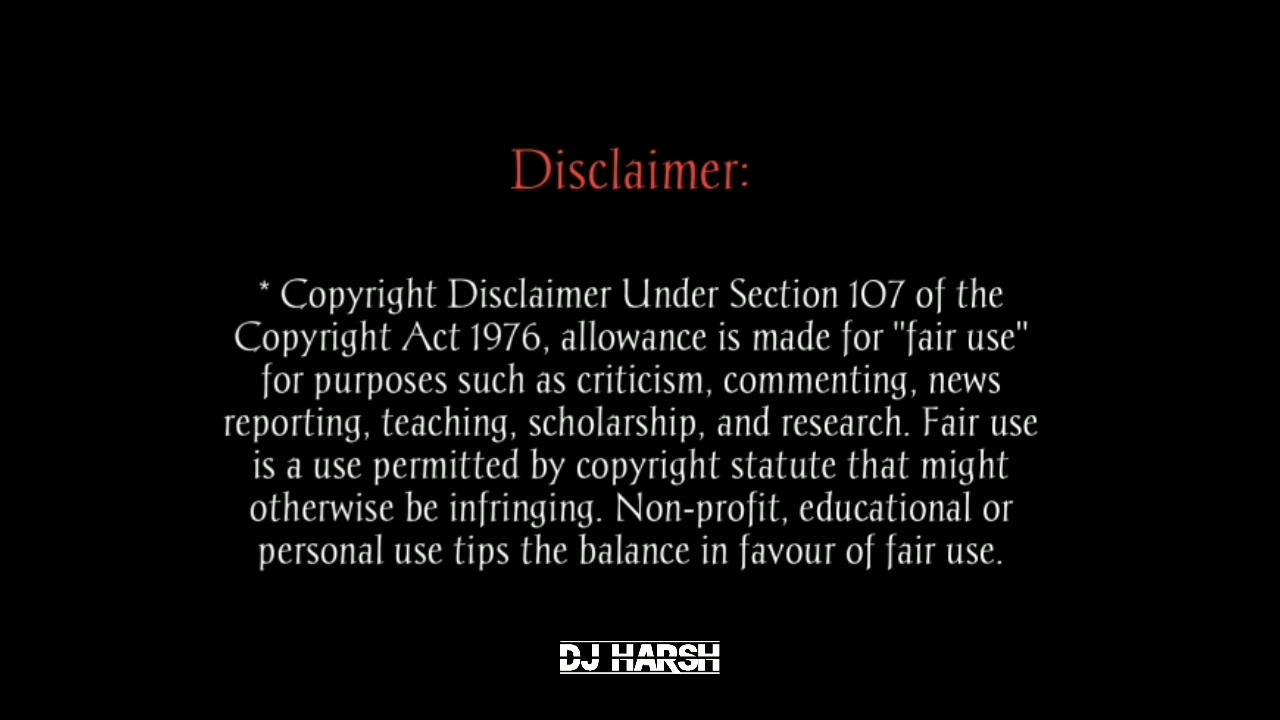 Disclaimer:
* Copyright Disclaimer Under Section 107 of the
Copyright Act 1976, allowance is made for "fair use"
for purposes such as criticism, commenting, news
reporting, teaching, scholarship, and research. Fair use
is a use permitted by copyright statute that might
otherwise be infringing. Non-profit, educational or
personal use tips the balance in favour of fair use.
DJ HARSH